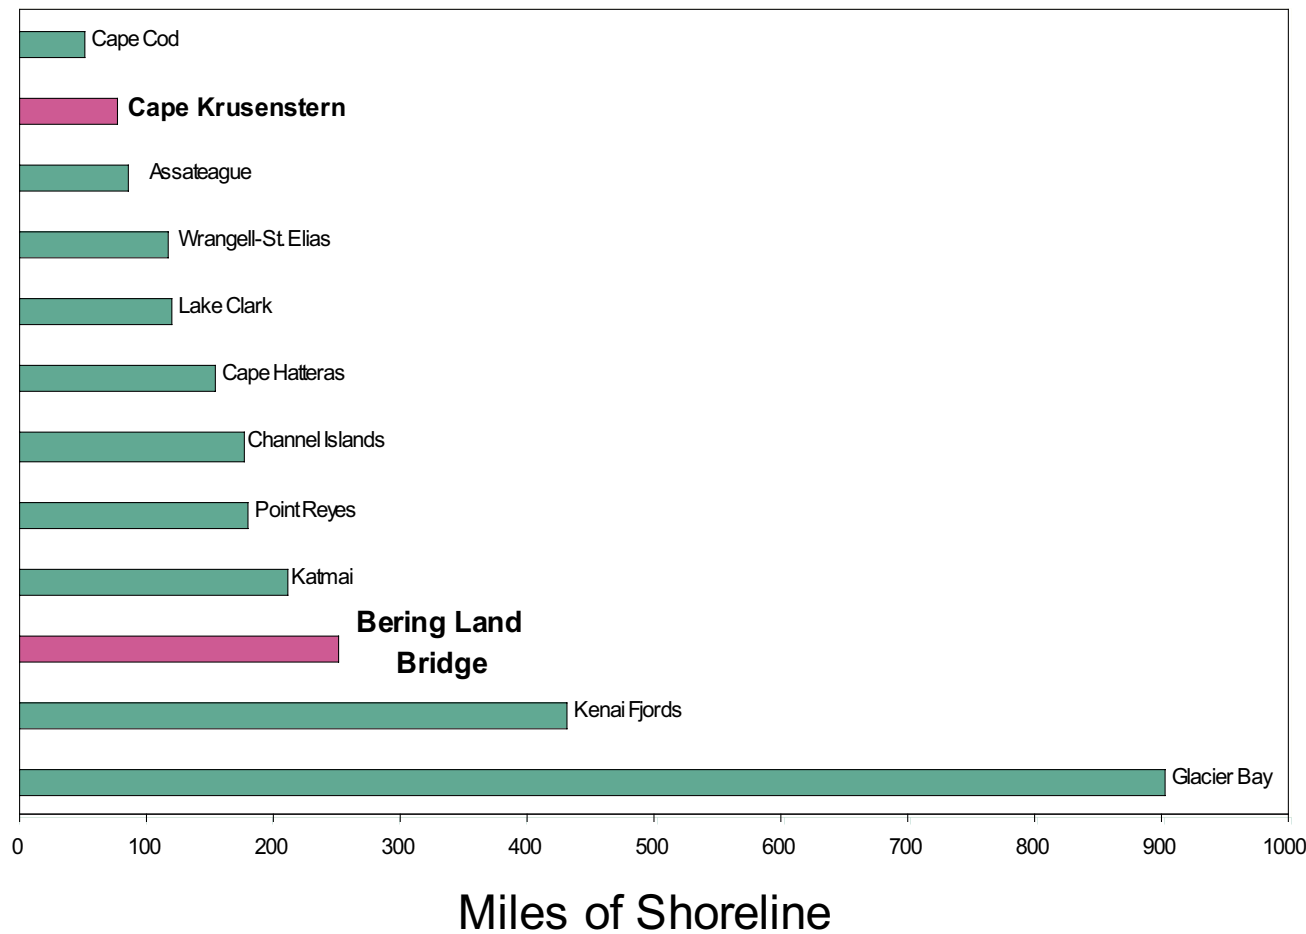 Cape Cod
Cape Krusenstern
Assateague
Wrangell-St. Elias
Lake Clark
Cape Hatteras
Channel Islands
Point Reyes
Katmai
Bering Land
Bridge
Kenai Fjords
Glacier Bay
0 100 200 300 400 500 600 700 800 900 1000
Miles of Shoreline